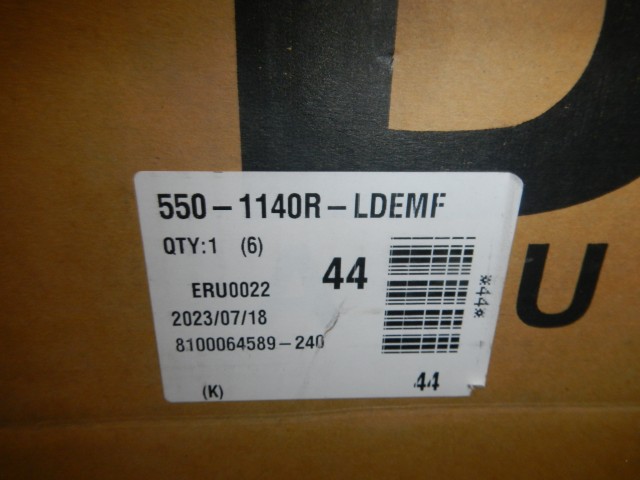 D
U
550-1140R-LDEMF
QTY:1 (6)
44
*44*
ERU0022
2023/07/18
8100064589-240
(K)
44